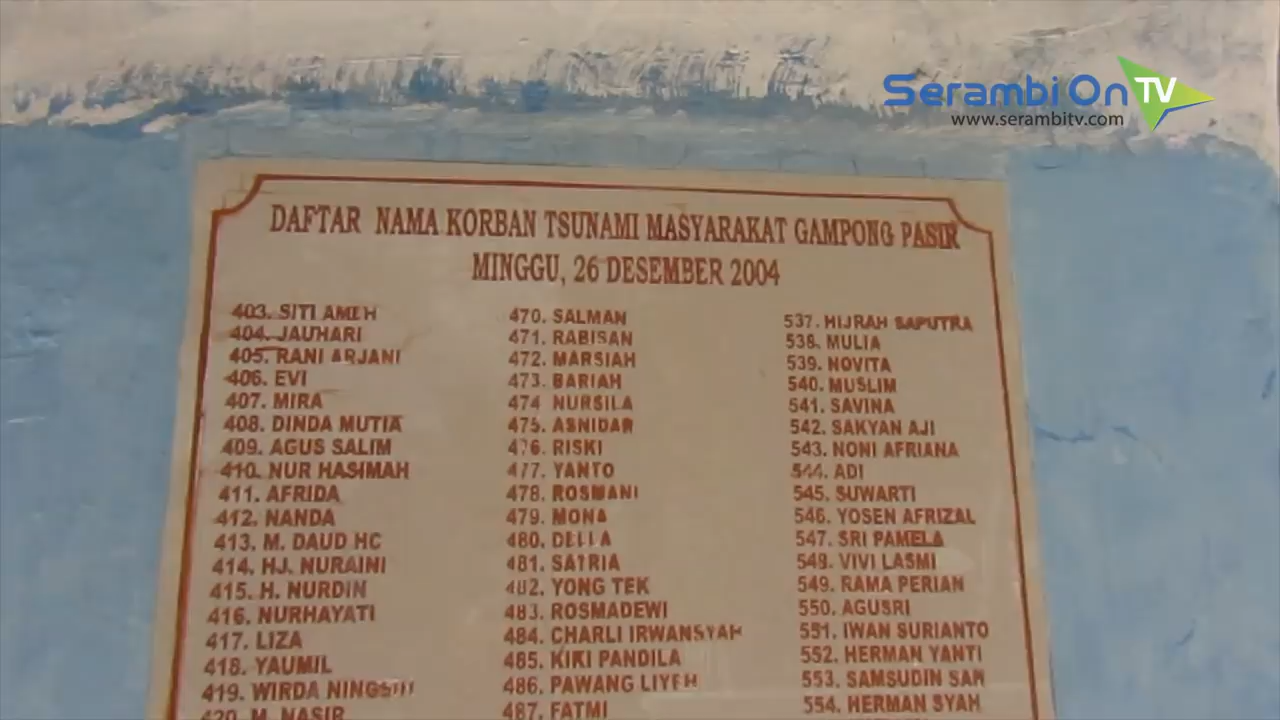 Serambi On TV
www.serambitv.com
DAFTAR NAMA KORBAN TSUNAMI MASYARAKAT GAMPONG PASIR
MINGGU, 26 DESEMBER 2004
403. SITI AMEH
404. JAUHARI
405. RANI ARJANI
406. EVI
407. MIRA
408. DINDA MUTIA
409. AGUS SALIM
410. NUR HASIMAH
411. AFRIDA
412. NANDA
413. M. DAUD HC
414. HJ. NURAINI
415. H. NURDIN
416. NURHAYATI
417. LIZA
418. YAUMIL
419. WIRDA NINGSIH
420. M. NASIR
470. SALMAN
471. RABISAN
472. MARSIAH
473. BARIAH
474 NURSILA
475. ASNIDAR
476. RISKI
477. YANTO
478. ROSMANI
479. MONA
480. DELLA
481. SATRIA
482. YONG TEK
483. ROSMADEWI
484. CHARLI IRWANSYAH
485. KIKI PANDILA
486. PAWANG LIYEH
487. FATMI
537. HIJRAH SAPUTRA
538. MULIA
539. NOVITA
540. MUSLIM
541. SAVINA
542. SAKYAN AJI
543. NONI AFRIANA
544. ADI
545. SUWARTI
546. YOSEN AFRIZAL
547. SRI PAMELA
548. VIVI LASMI
549. RAMA PERIAN
550. AGUSRI
551. IWAN SURIANTO
552. HERMAN YANTI
553. SAMSUDIN SAM
554. HERMAN SYAH